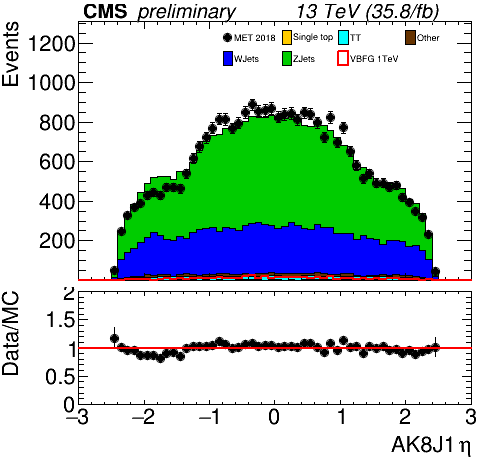 CMS preliminary 13 TeV (35.8/fb)
Events
MET 2018 Single top TT Other
WJets ZJets VBFG 1TeV
1200
1000
800
600
400
200
Data/MC
2
1.5
1
0.5
0
−3 −2 −1 0 1 2 3
AK8J1 η